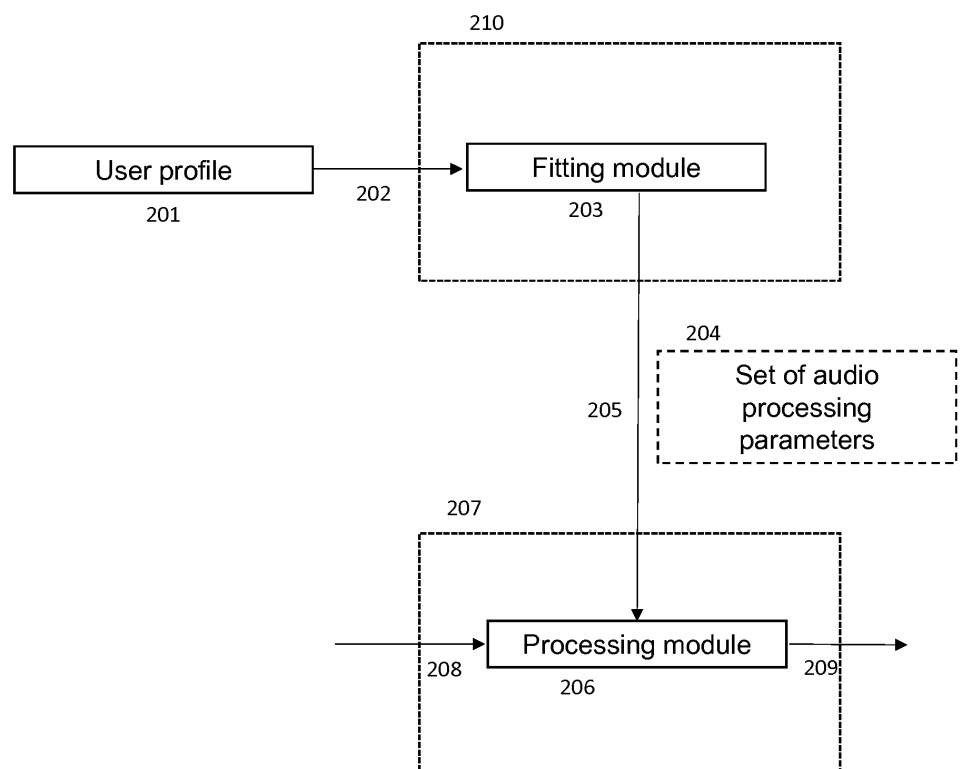 210
User profile
Fitting module
202
201
203
204
Set of audio
processing
parameters
205
207
Processing module
208
209
206